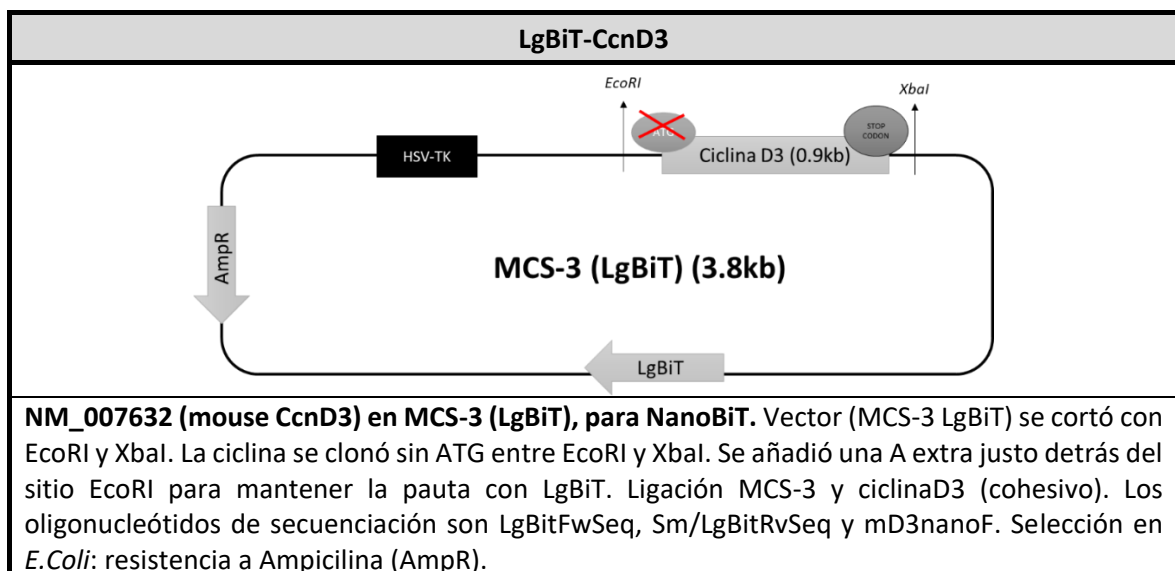 LgBiT-CcnD3
EcoRI
XbaI
ATG
STOP
CODON
HSV-TK
Ciclina D3 (0.9kb)
AmpR
MCS-3 (LgBiT) (3.8kb)
LgBiT
NM_007632 (mouse CcnD3) en MCS-3 (LgBiT), para NanoBiT. Vector (MCS-3 LgBiT) se cortó con
EcoRI y XbaI. La ciclina se clonó sin ATG entre EcoRI y XbaI. Se añadió una A extra justo detrás del
sitio EcoRI para mantener la pauta con LgBiT. Ligación MCS-3 y ciclinaD3 (cohesivo). Los
oligonucleótidos de secuenciación son LgBitFwSeq, Sm/LgBitRvSeq y mD3nanoF. Selección en
E.Coli: resistencia a Ampicilina (AmpR).